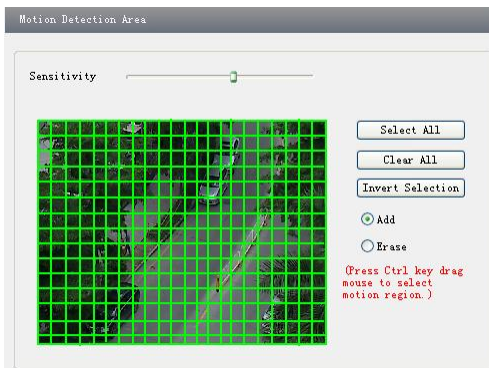 Motion Detection Area
Sensitivity
Select All
Clear All
Invert Selection
Add
Erase
(Press Ctrl key drag
mouse to select
motion region.)